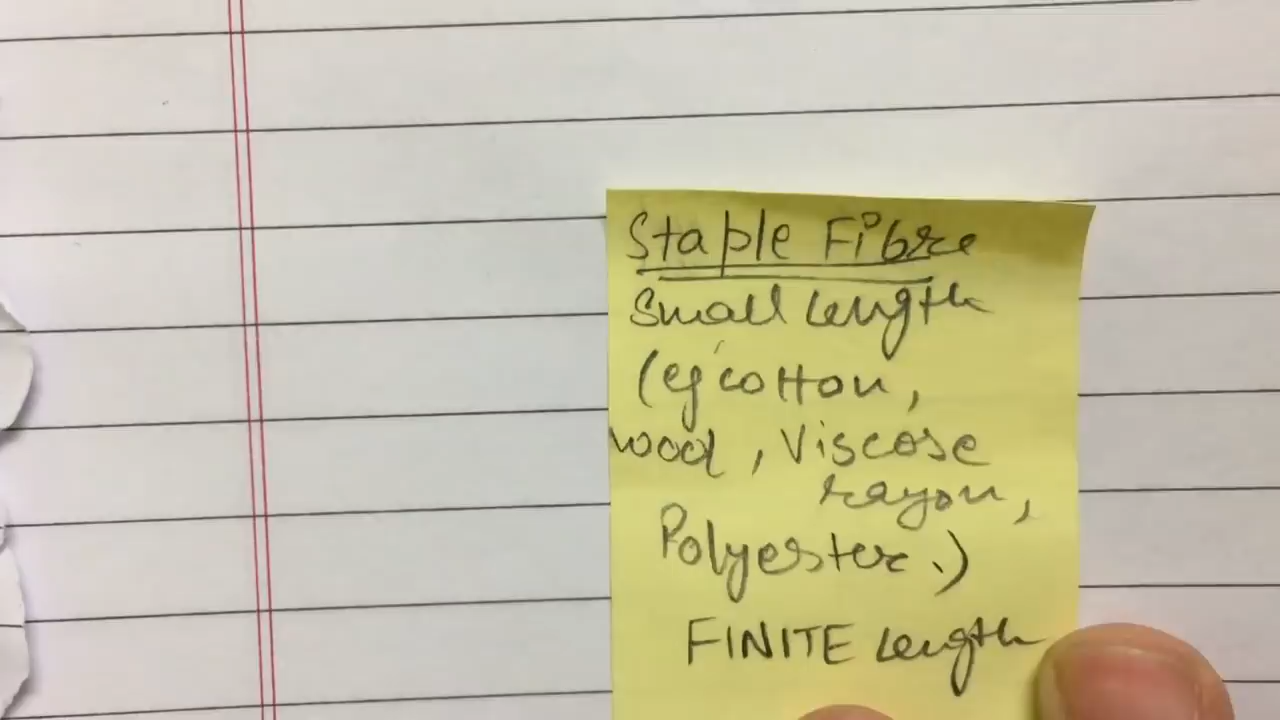 Staple Fibre
Small Length
(eg cotton,
wool, Viscose
rayon,
Polyester.)
FINITE Length